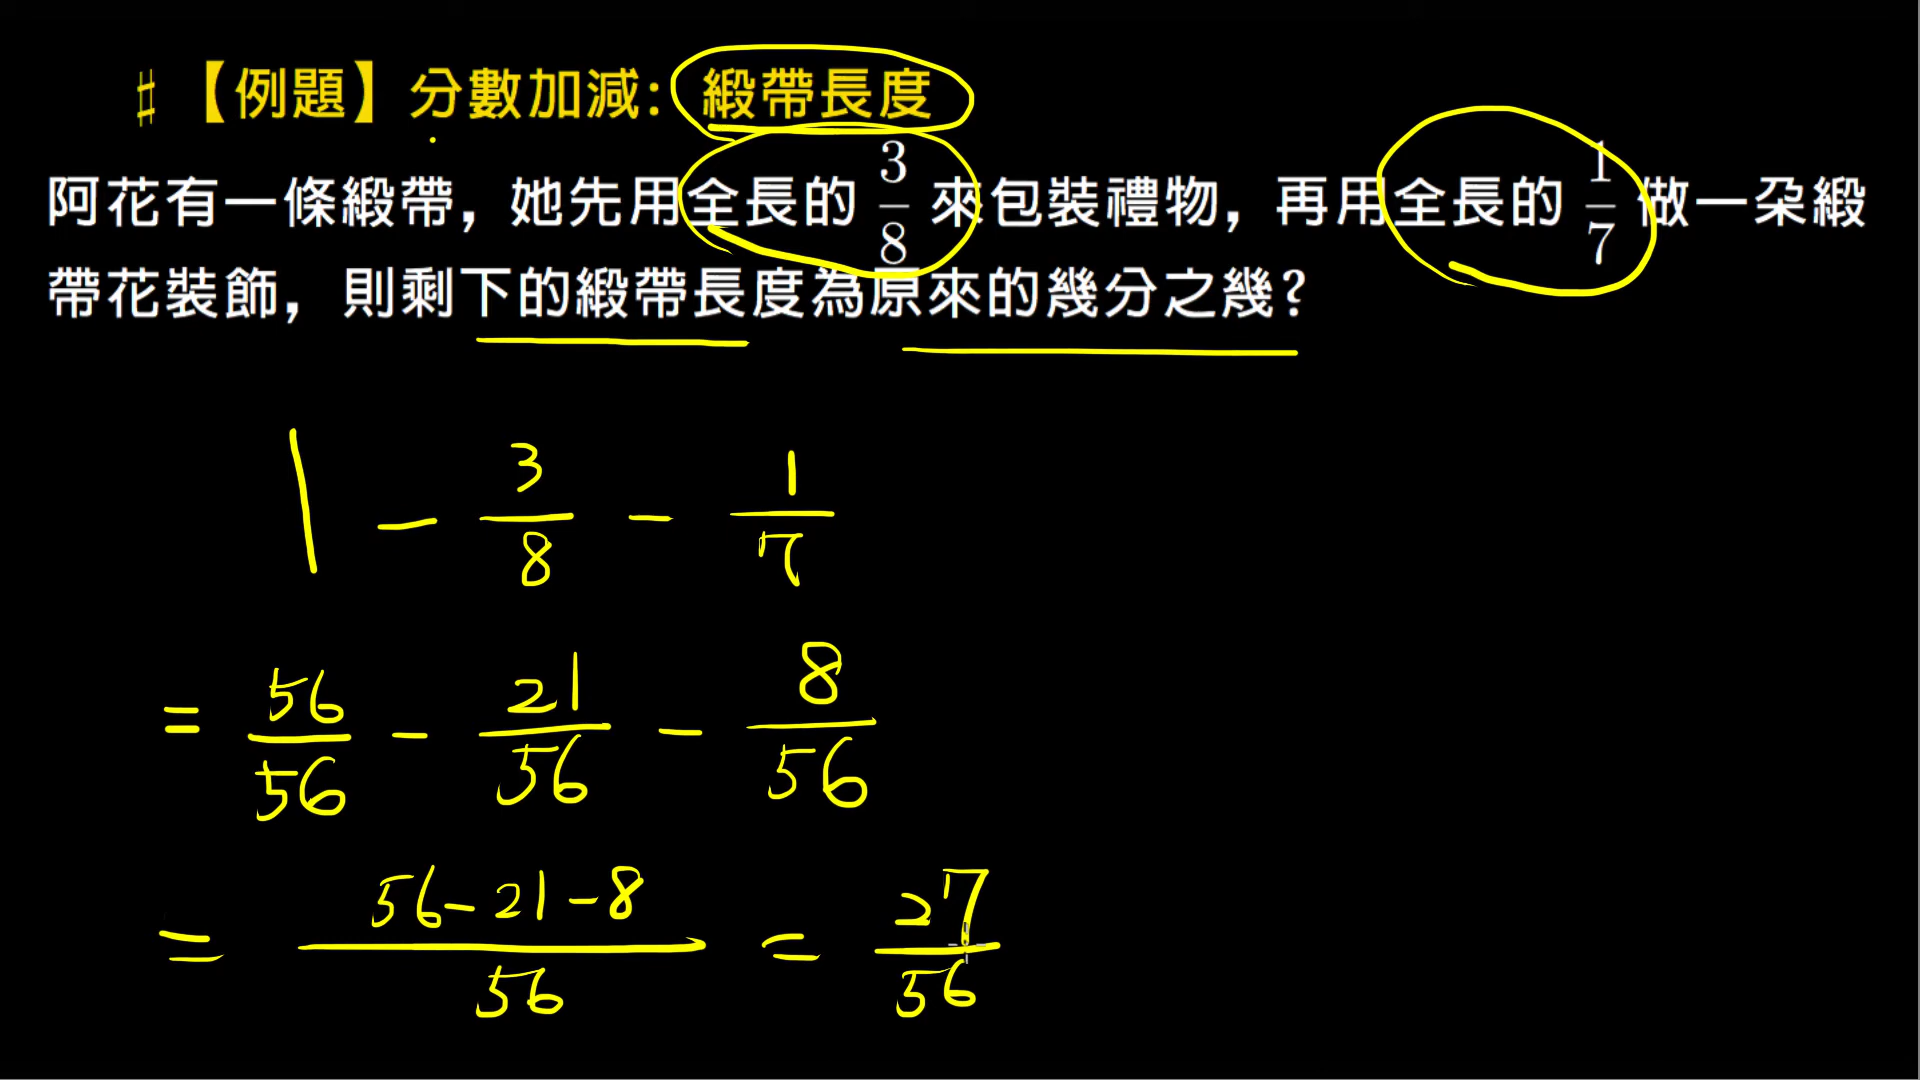 ♯【例題】分數加減：緞帶長度
阿花有一條緞帶，她先用全長的 3/8 來包裝禮物，再用全長的 1/7 做一朵緞
帶花裝飾，則剩下的緞帶長度為原來的幾分之幾？
1 - 3/8 - 1/7
= 56/56 - 21/56 - 8/56
= (56-21-8)/56 = 27/56